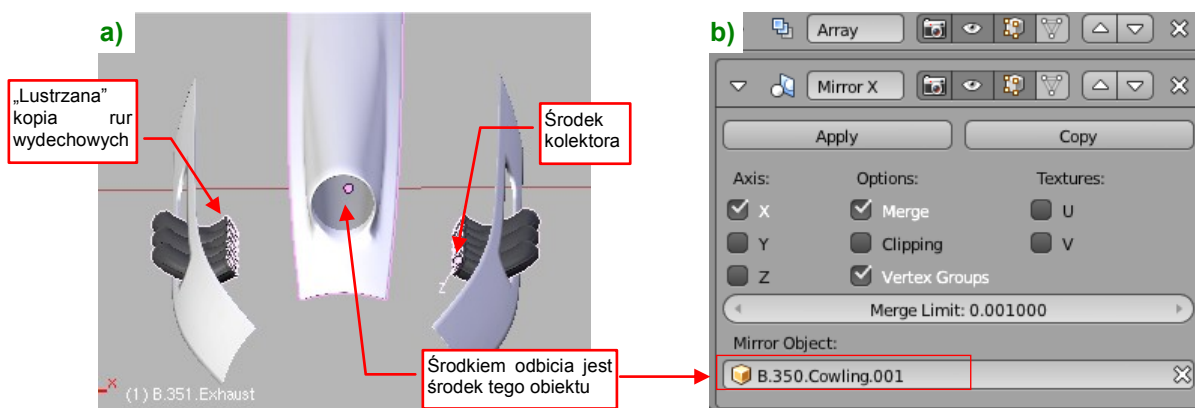 a)
„Lustrzana”
kopia rur
wydechowych
Środek
kolektora
z
Środkiem odbicia jest
środek tego obiektu
x
(1) B.351.Exhaust
b)
Array
Mirror X
Apply
Copy
Axis:
Options:
Textures:
X
Merge
U
Y
Clipping
V
Z
Vertex Groups
Merge Limit: 0.001000
Mirror Object:
B.350.Cowling.001